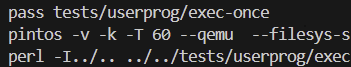 pass tests/userprog/exec-once
pintos -v -k -T 60 --qemu  --filesys-s
perl -I../.. ../../tests/userprog/exec